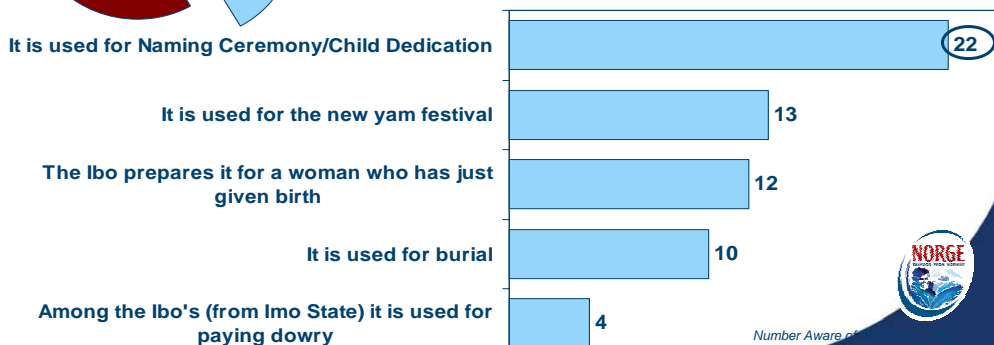 It is used for Naming Ceremony/Child Dedication
22
It is used for the new yam festival
13
The Ibo prepares it for a woman who has just
given birth
12
It is used for burial
10
NORGE
Among the Ibo's (from Imo State) it is used for
paying dowry
4
Number Aware of